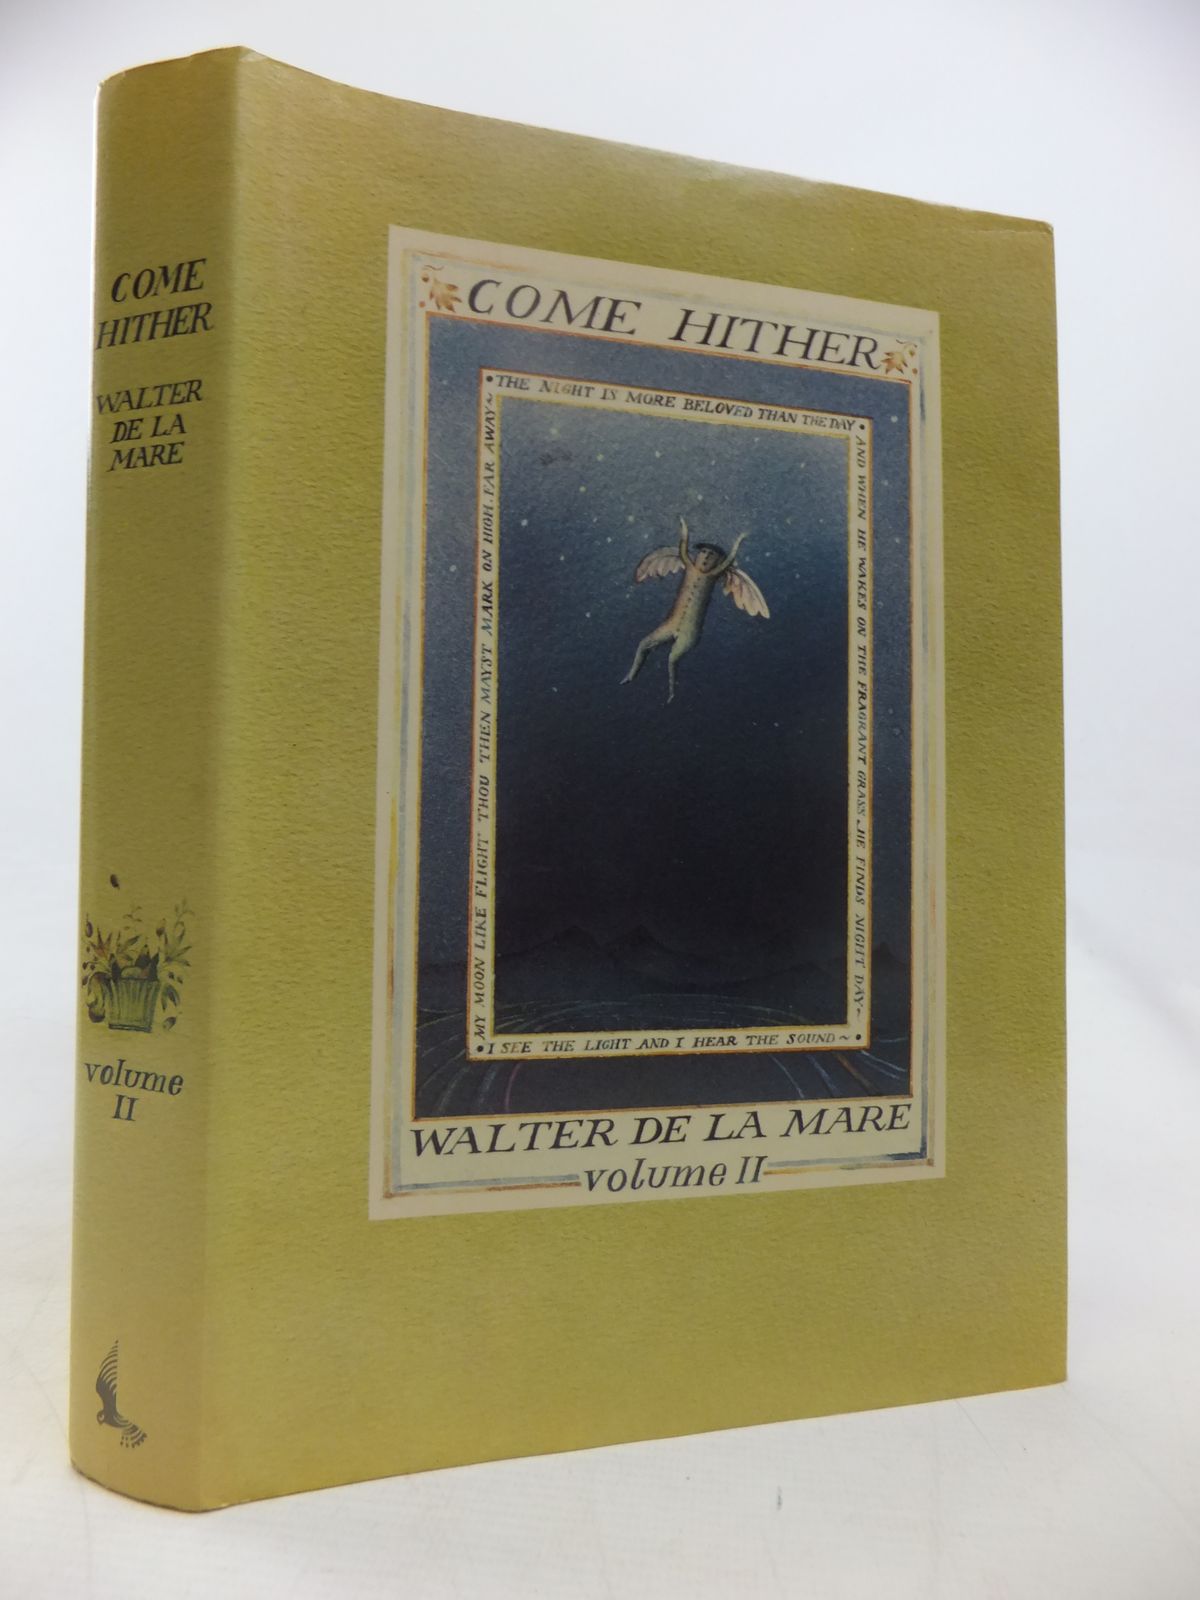 COME
HITHER
WALTER
DE LA
MARE
volume
II
COME HITHER
THE NIGHT IS MORE BELOVED THAN THE DAY
AND WHEN HE WAKES ON THE FRAGRANT GRASS HE FINDS NIGHT DAY~
I SEE THE LIGHT AND I HEAR THE SOUND~
MY MOON LIKE FLIGHT THOU THEN MAYST MARK ON HIGH, FAR AWAY~
WALTER DE LA MARE
volume II